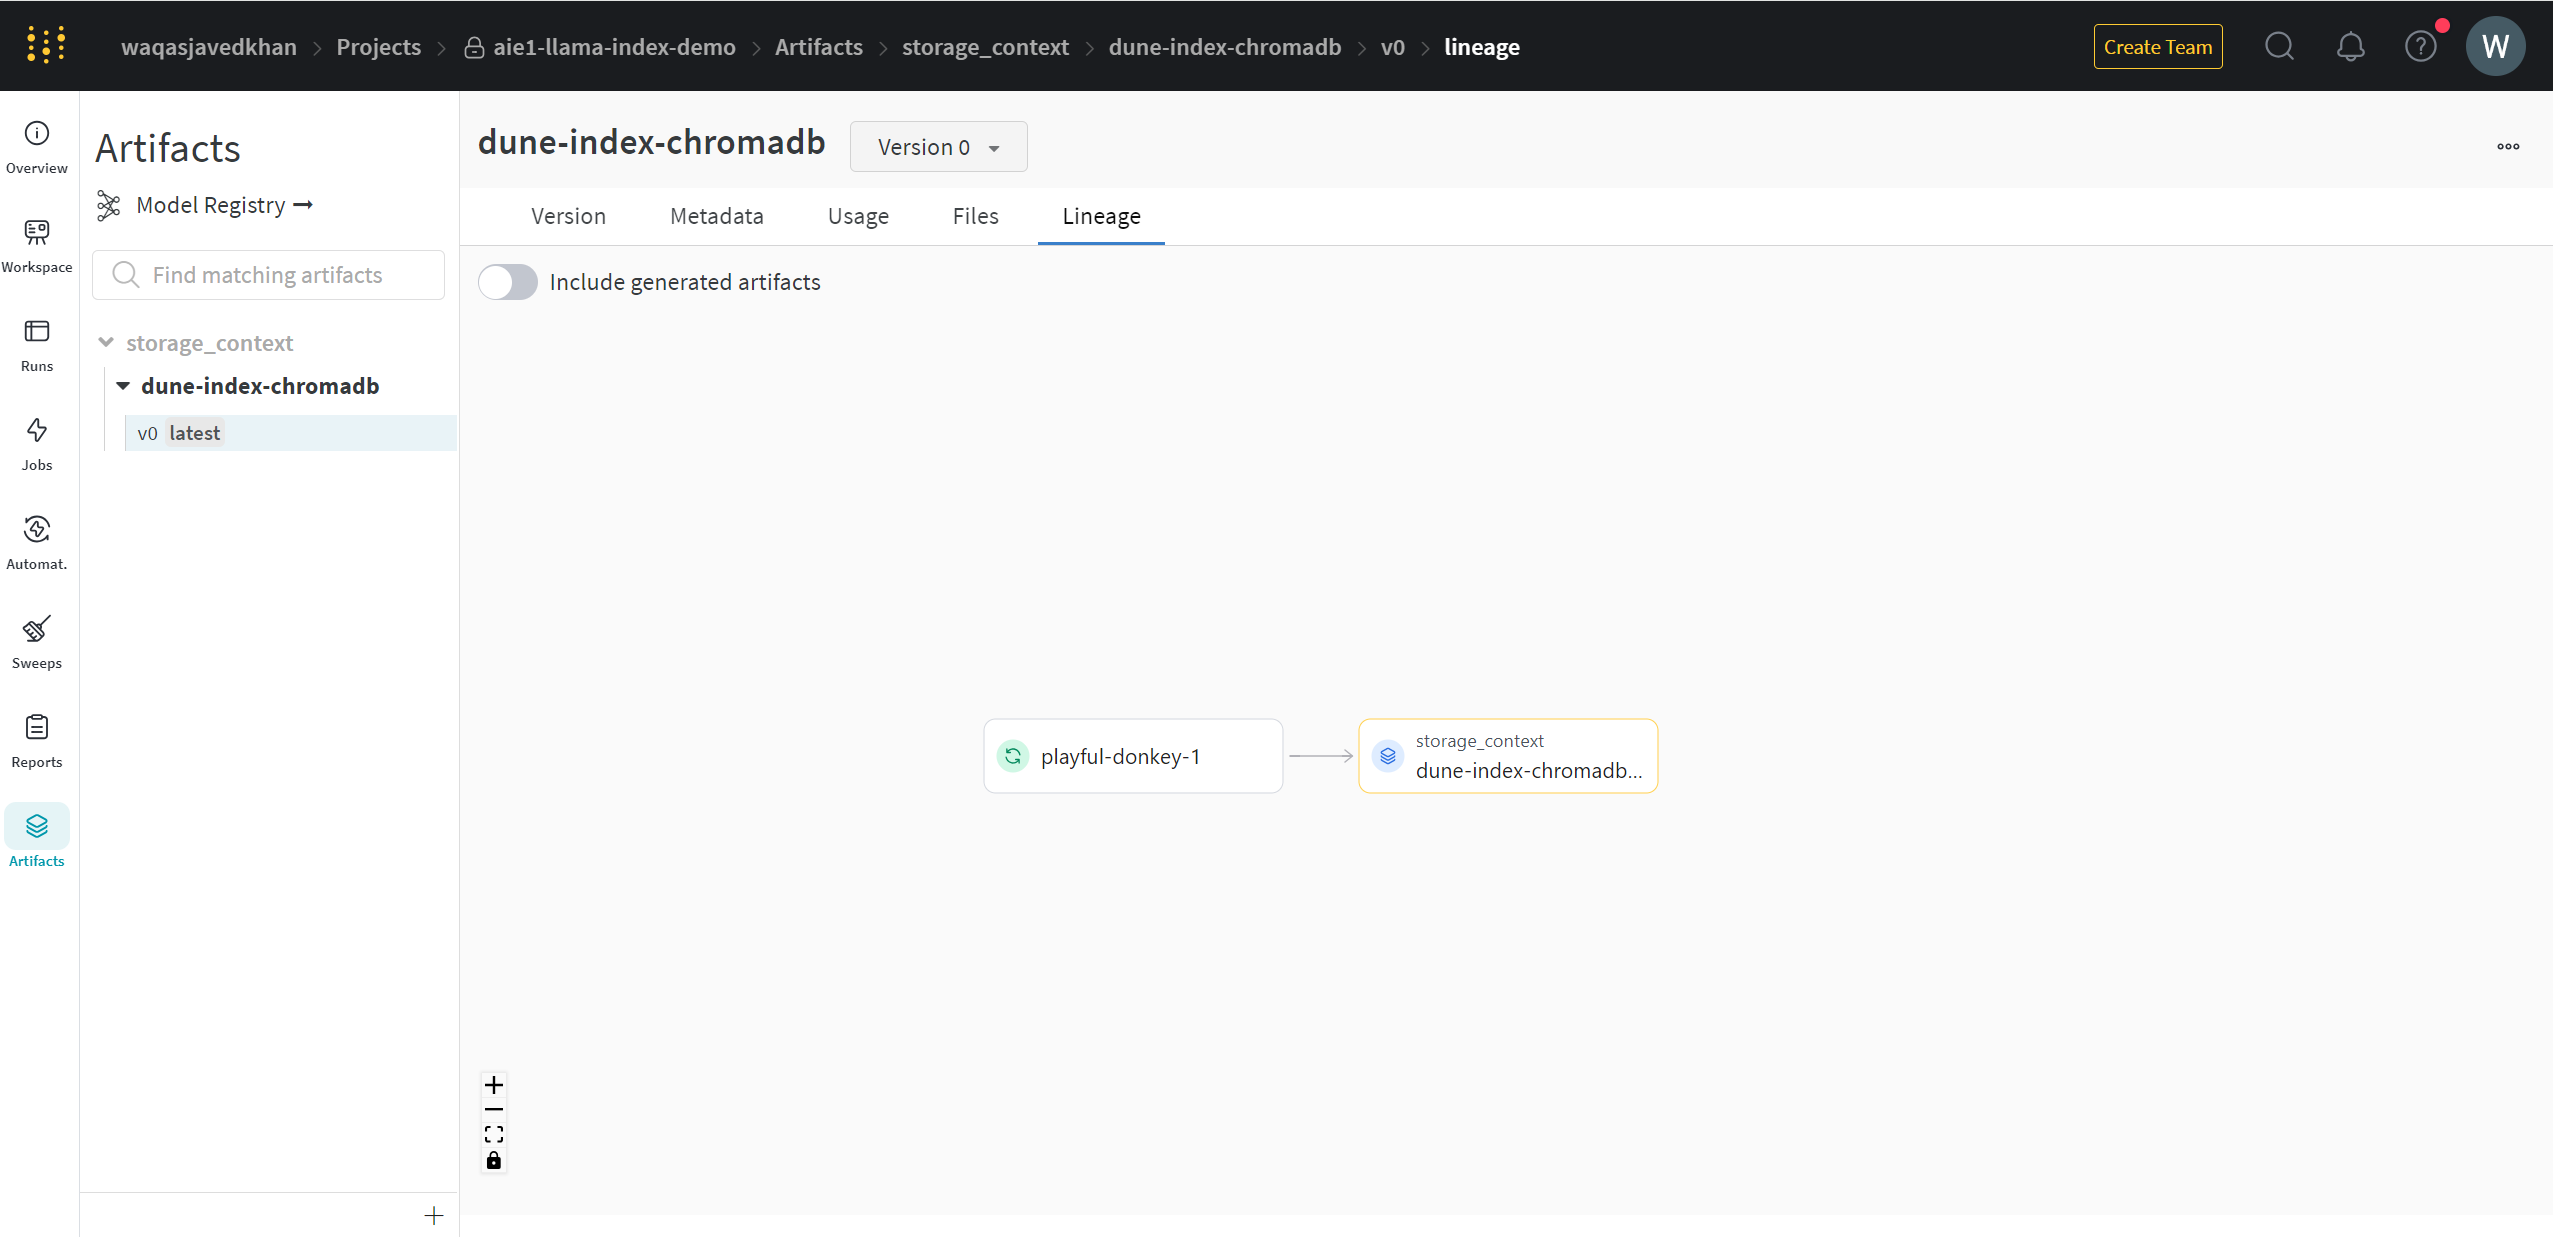 waqasjavedkhan > Projects > aie1-llama-index-demo > Artifacts > storage_context > dune-index-chromadb > v0 > lineage
Create Team
W
Overview
Workspace
Runs
Jobs
Automat.
Sweeps
Reports
Artifacts
Artifacts
Model Registry →
Find matching artifacts
storage_context
dune-index-chromadb
v0 latest
dune-index-chromadb
Version 0
Version Metadata Usage Files Lineage
Include generated artifacts
playful-donkey-1
storage_context
dune-index-chromadb...